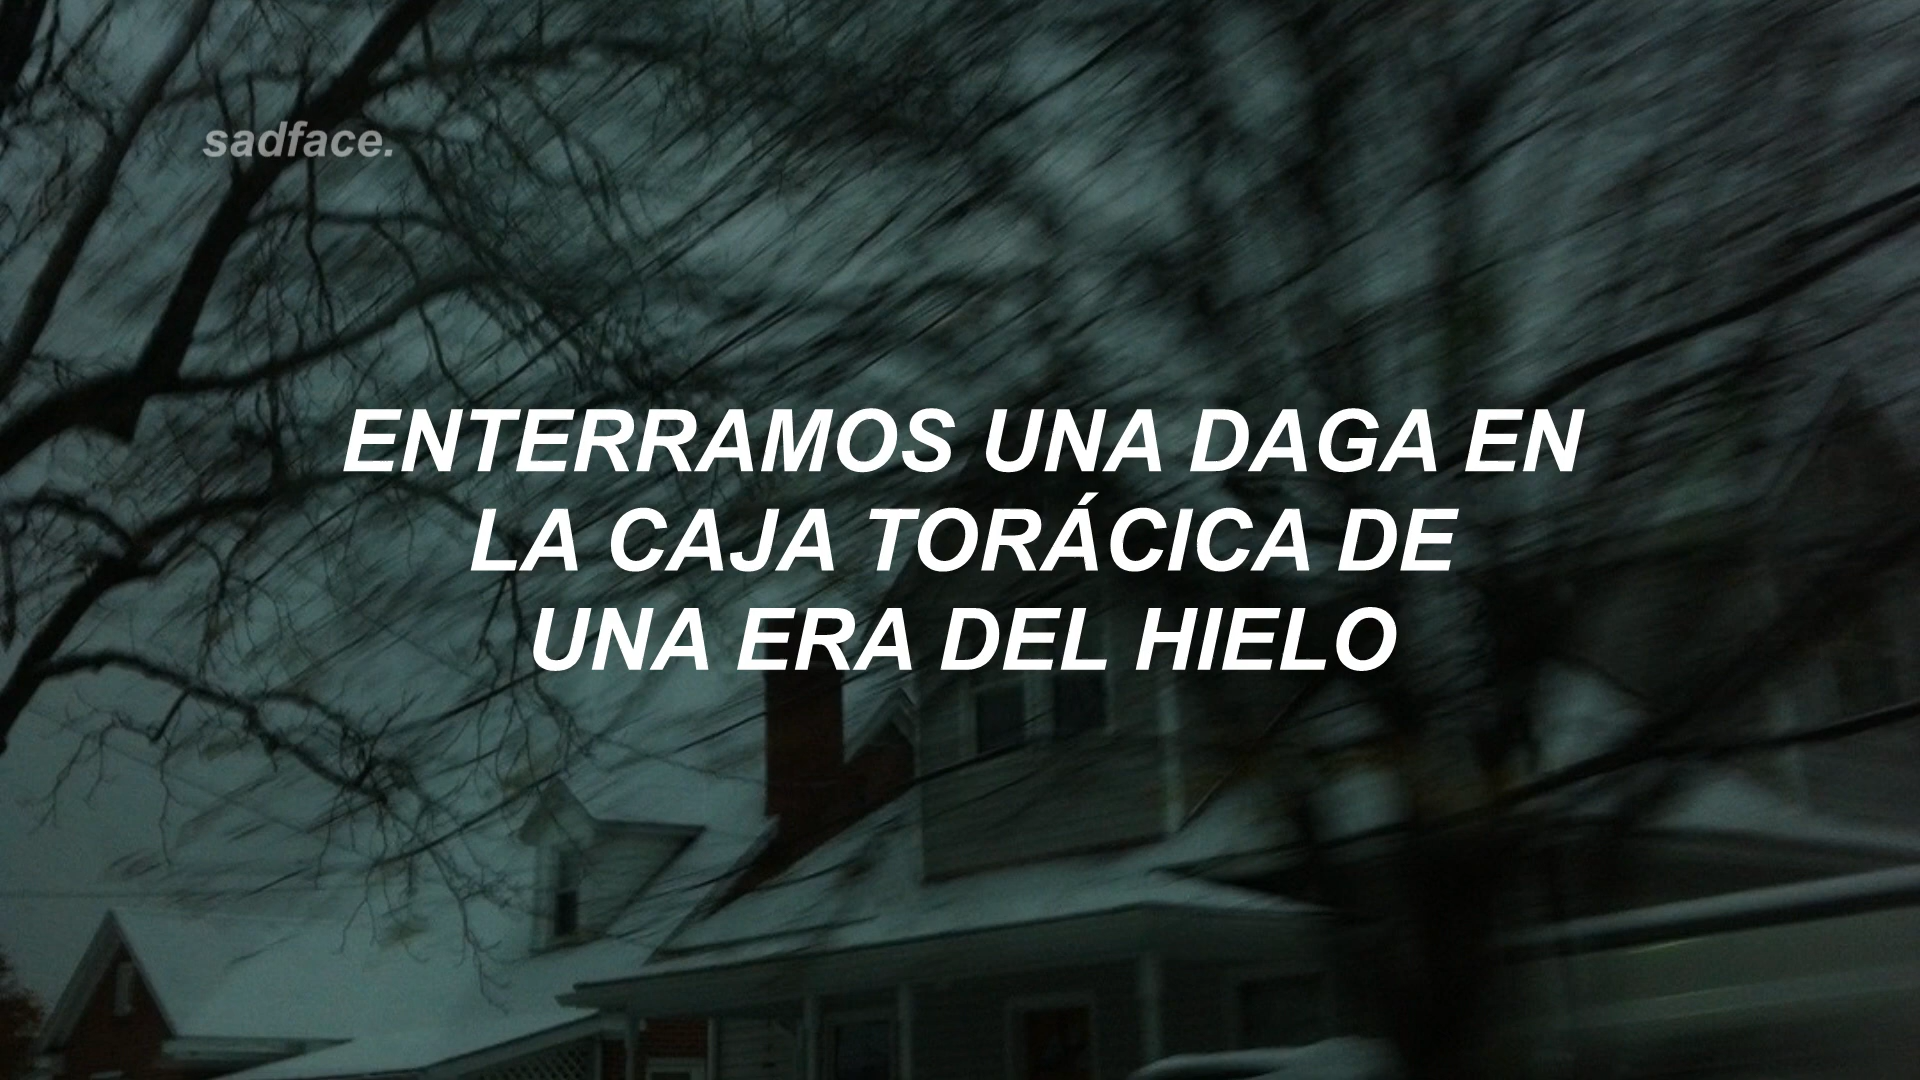 sadface.
ENTERRAMOS UNA DAGA EN
LA CAJA TORÁCICA DE
UNA ERA DEL HIELO